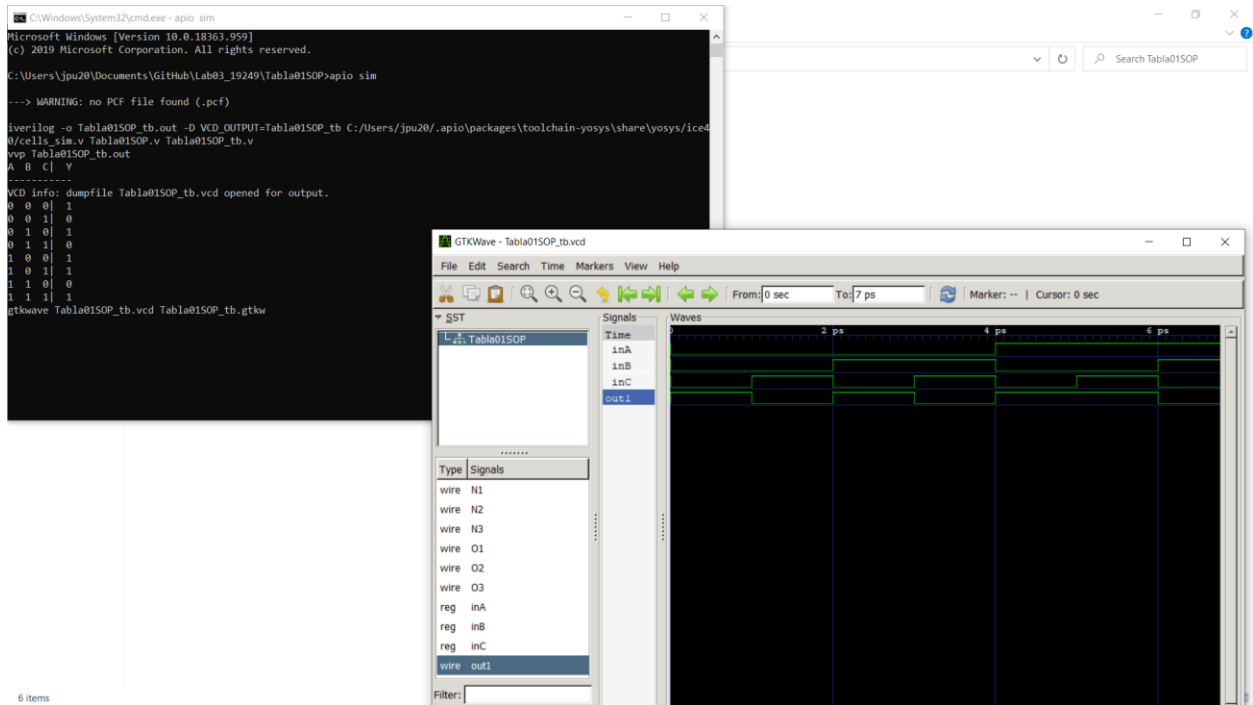 C:\Windows\System32\cmd.exe - apio sim
Microsoft Windows [Version 10.0.18363.959]
(c) 2019 Microsoft Corporation. All rights reserved.
C:\Users\jpu20\Documents\GitHub\Lab03_19249\Tabla01SOP>apio sim
---> WARNING: no PCF file found (.pcf)
iverilog -o Tabla01SOP_tb.out -D VCD_OUTPUT=Tabla01SOP_tb C:/Users/jpu20/.apio\packages\toolchain-yosys\share\yosys/ice4
0/cells_sim.v Tabla01SOP.v Tabla01SOP_tb.v
vvp Tabla01SOP_tb.out
A B C| Y
-----------
VCD info: dumpfile Tabla01SOP_tb.vcd opened for output.
0 0 0| 1
0 0 1| 0
0 1 0| 1
0 1 1| 0
1 0 0| 1
1 0 1| 1
1 1 0| 0
1 1 1| 1
gtkwave Tabla01SOP_tb.vcd Tabla01SOP_tb.gtkw
Search Tabla01SOP
GTKWave - Tabla01SOP_tb.vcd
File Edit Search Time Markers View Help
From: 0 sec To: 7 ps Marker: -- | Cursor: 0 sec
SST
Tabla01SOP
Type Signals
wire N1
wire N2
wire N3
wire O1
wire O2
wire O3
reg inA
reg inB
reg inC
wire out1
Filter:
Signals
Time
inA
inB
inC
out1
Waves
0 2 ps 4 ps 6 ps
6 items